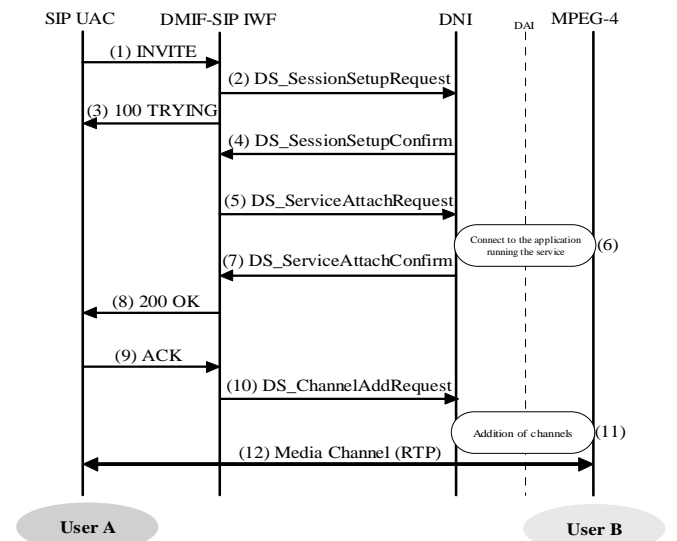 SIP UAC DMIF-SIP IWF DNI DAI MPEG-4
(1) INVITE
(2) DS_SessionSetupRequest
(3) 100 TRYING
(4) DS_SessionSetupConfirm
(5) DS_ServiceAttachRequest
Connect to the application
running the service
(6)
(7) DS_ServiceAttachConfirm
(8) 200 OK
(9) ACK
(10) DS_ChannelAddRequest
Addition of channels (11)
(12) Media Channel (RTP)
User A User B